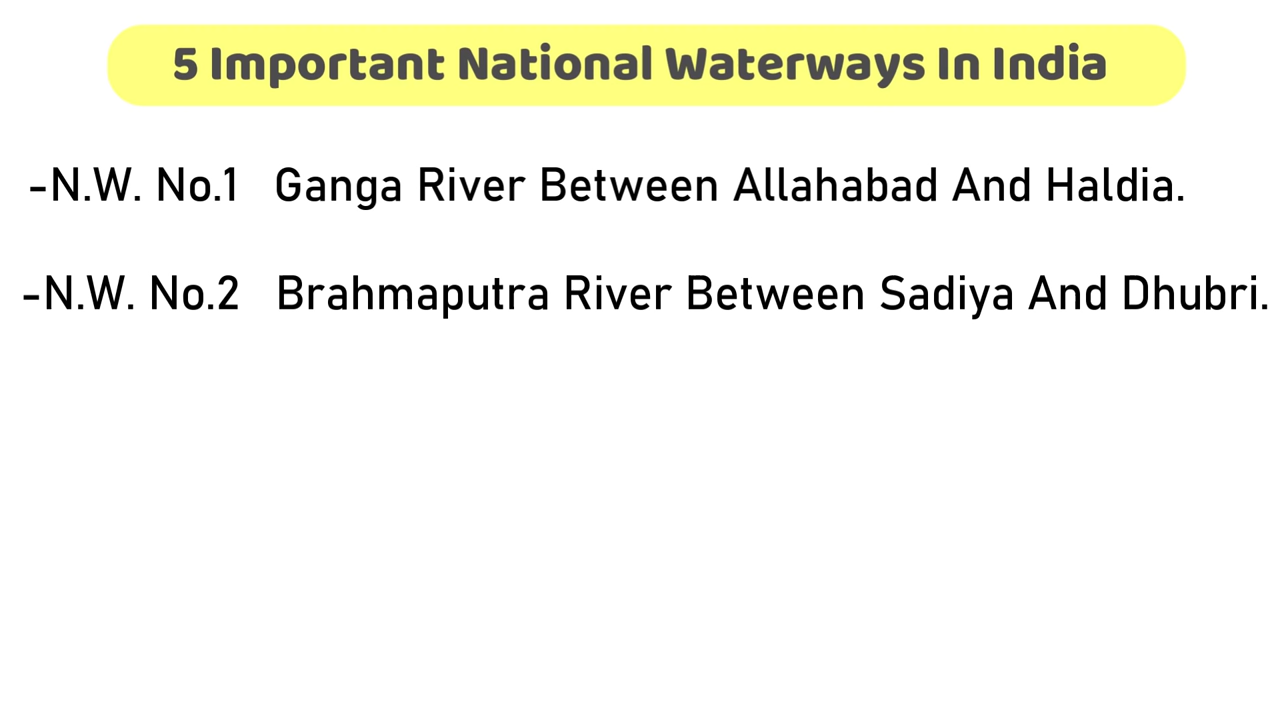 5 Important National Waterways In India
-N.W. No.1 Ganga River Between Allahabad And Haldia.
-N.W. No.2 Brahmaputra River Between Sadiya And Dhubri.